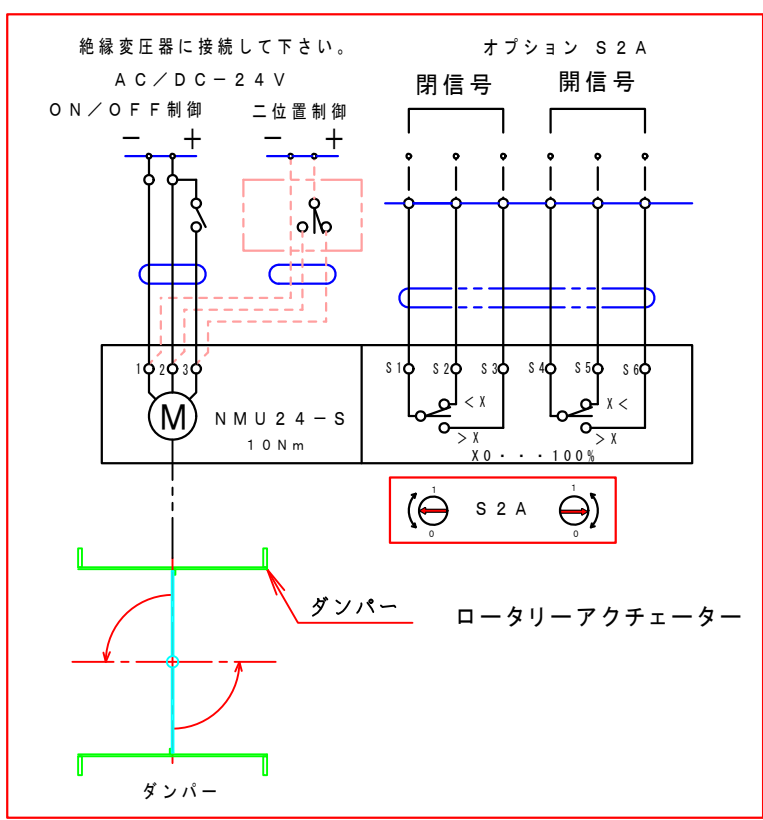 絶縁変圧器に接続して下さい。
AC/DC-24V
ON/OFF制御
二位置制御
- +
- +
オプション S2A
閉信号
開信号
1 2 3
S1 S2 S3 S4 S5 S6
M
NMU24-S
10Nm
<X
>X
X<
>X
X0・・・100%
1
0
S2A
1
0
ダンパー
ロータリーアクチェーター
ダンパー